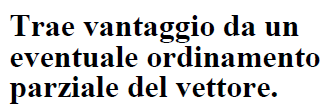 Trae vantaggio da un
eventuale ordinamento
parziale del vettore.